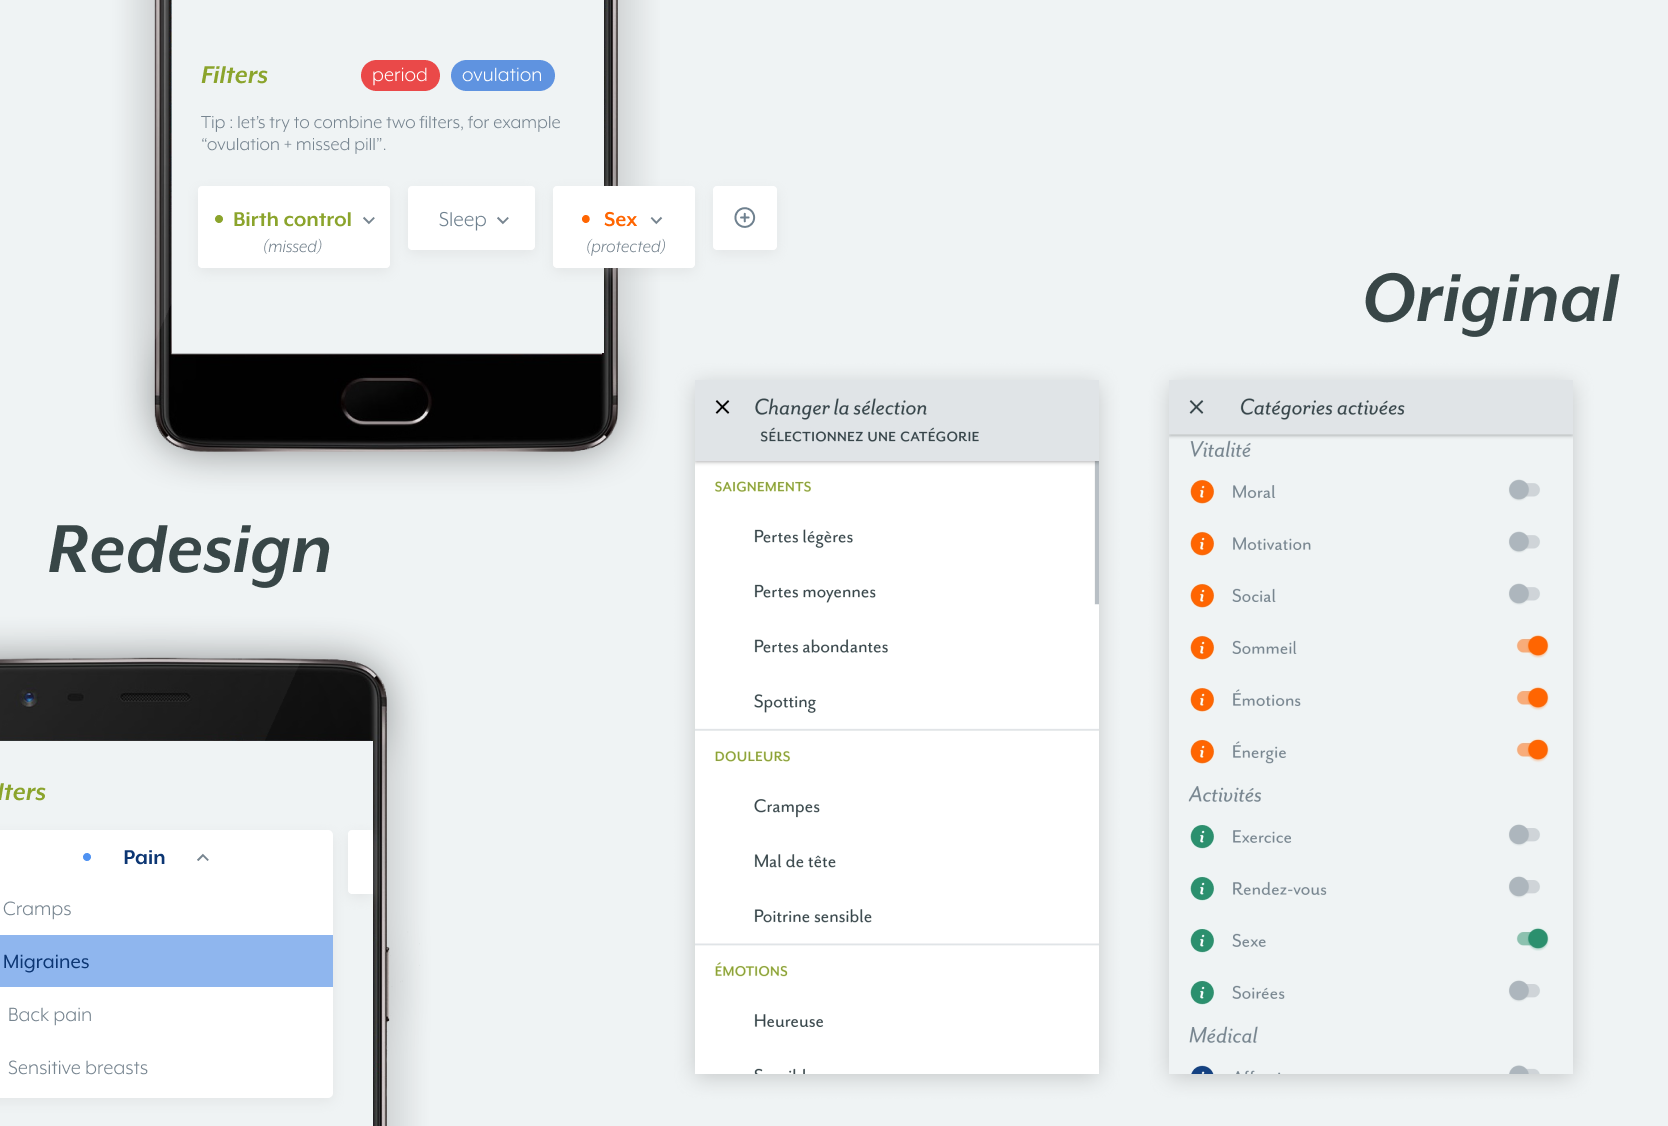 Filters
period
ovulation
Tip : let's try to combine two filters, for example
“ovulation + missed pill”.
Birth control
(missed)
Sleep
Sex
(protected)
Redesign
lters
Pain
Cramps
Migraines
Back pain
Sensitive breasts
Original
Changer la sélection
SÉLECTIONNEZ UNE CATÉGORIE
SAIGNEMENTS
Pertes légères
Pertes moyennes
Pertes abondantes
Spotting
DOULEURS
Crampes
Mal de tête
Poitrine sensible
ÉMOTIONS
Heureuse
Catégories activées
Vitalité
Moral
Motivation
Social
Sommeil
Émotions
Énergie
Activités
Exercice
Rendez-vous
Sexe
Soirées
Médical